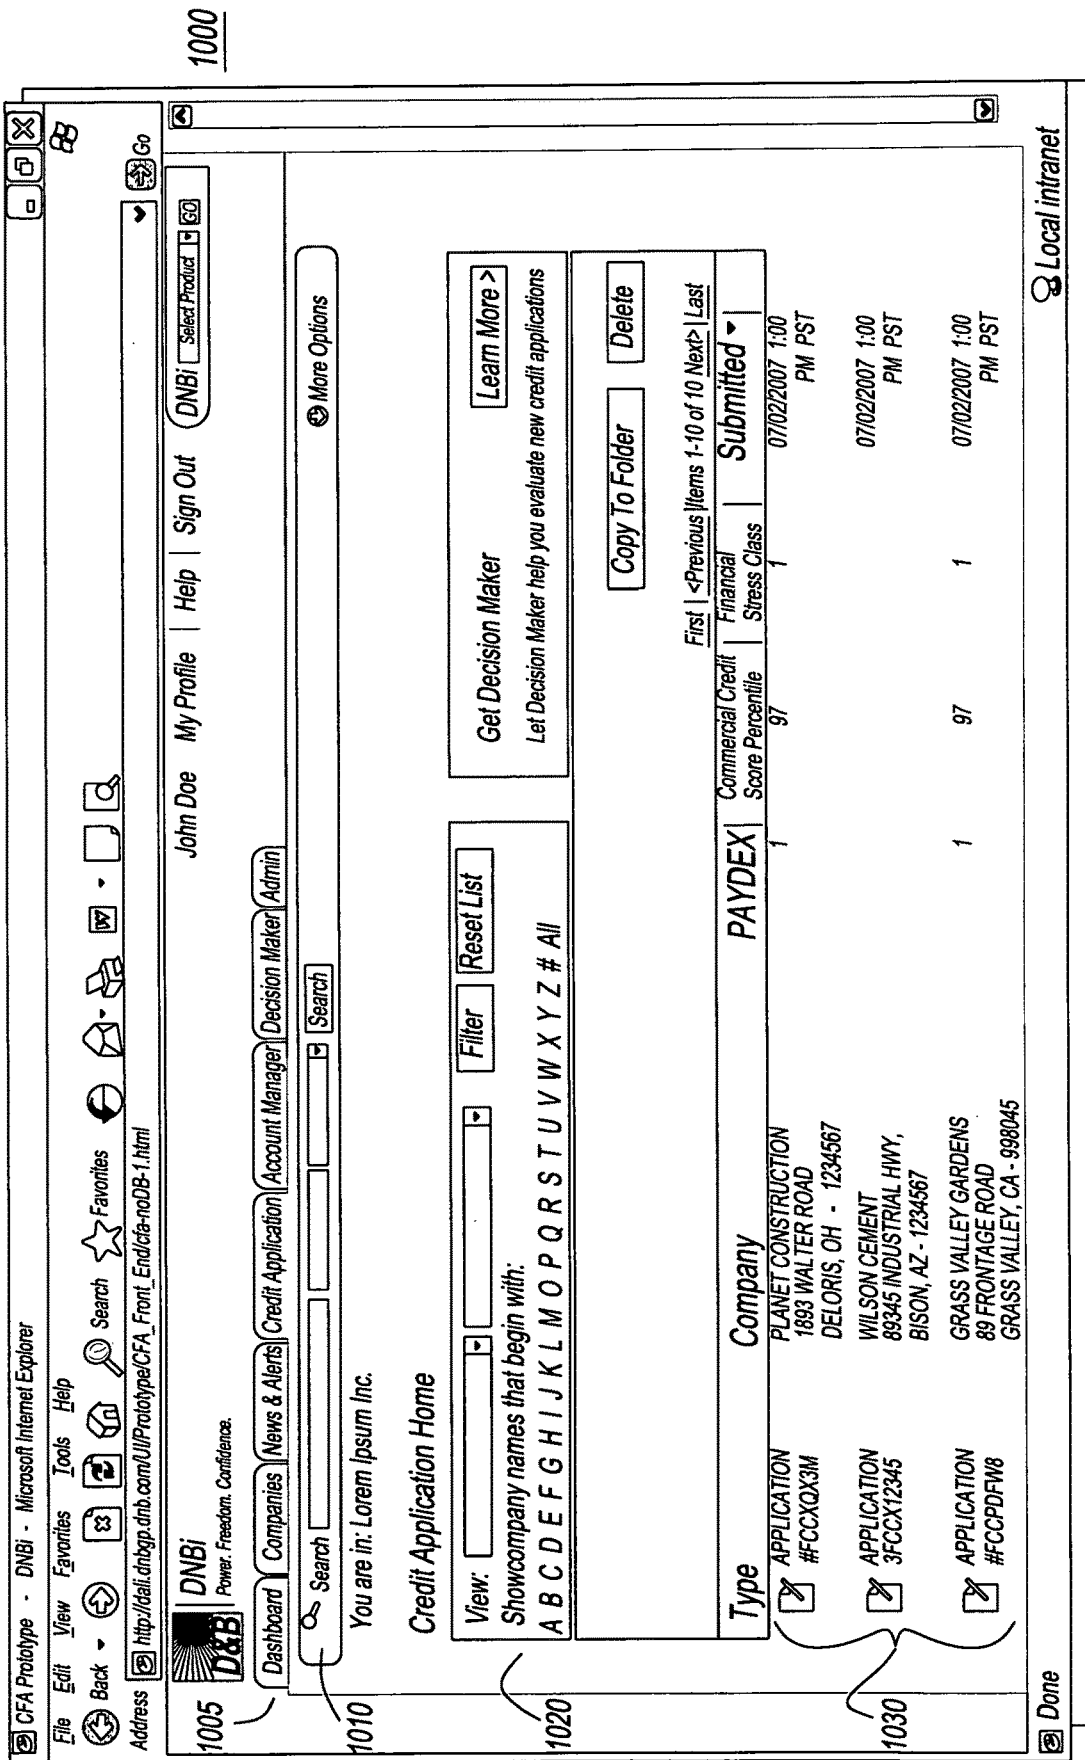 1000
CFA Prototype - DNBi - Microsoft Internet Explorer
File Edit View Favorites Tools Help
Back Search Favorites W
Address http://dali.dnbgp.dnb.com/UI/Prototype/CFA_Front_End/cfa-noDB-1.html Go
D&B DNBi
Power. Freedom. Confidence.
John Doe My Profile | Help | Sign Out DNBi Select Product GO
1005
Dashboard Companies News & Alerts Credit Application Account Manager Decision Maker Admin
1010
Search Search More Options
You are in: Lorem Ipsum Inc.
Credit Application Home
1020
View: Filter Reset List
Showcompany names that begin with:
A B C D E F G H I J K L M O P Q R S T U V W X Y Z # All
Get Decision Maker Learn More >
Let Decision Maker help you evaluate new credit applications
Copy To Folder Delete
First | <Previous |Items 1-10 of 10 Next> | Last
Type Company PAYDEX | Commercial Credit Score Percentile | Financial Stress Class | Submitted |
1030
APPLICATION PLANET CONSTRUCTION 1 97 1 07/02/2007 1:00
#FCCXQX3M 1893 WALTER ROAD PM PST
DELORIS, OH - 1234567
APPLICATION WILSON CEMENT 07/02/2007 1:00
3FCCX12345 89345 INDUSTRIAL HWY, PM PST
BISON, AZ - 1234567
APPLICATION GRASS VALLEY GARDENS 1 97 1 07/02/2007 1:00
#FCCPDFW8 89 FRONTAGE ROAD PM PST
GRASS VALLEY, CA - 998045
Done Local intranet